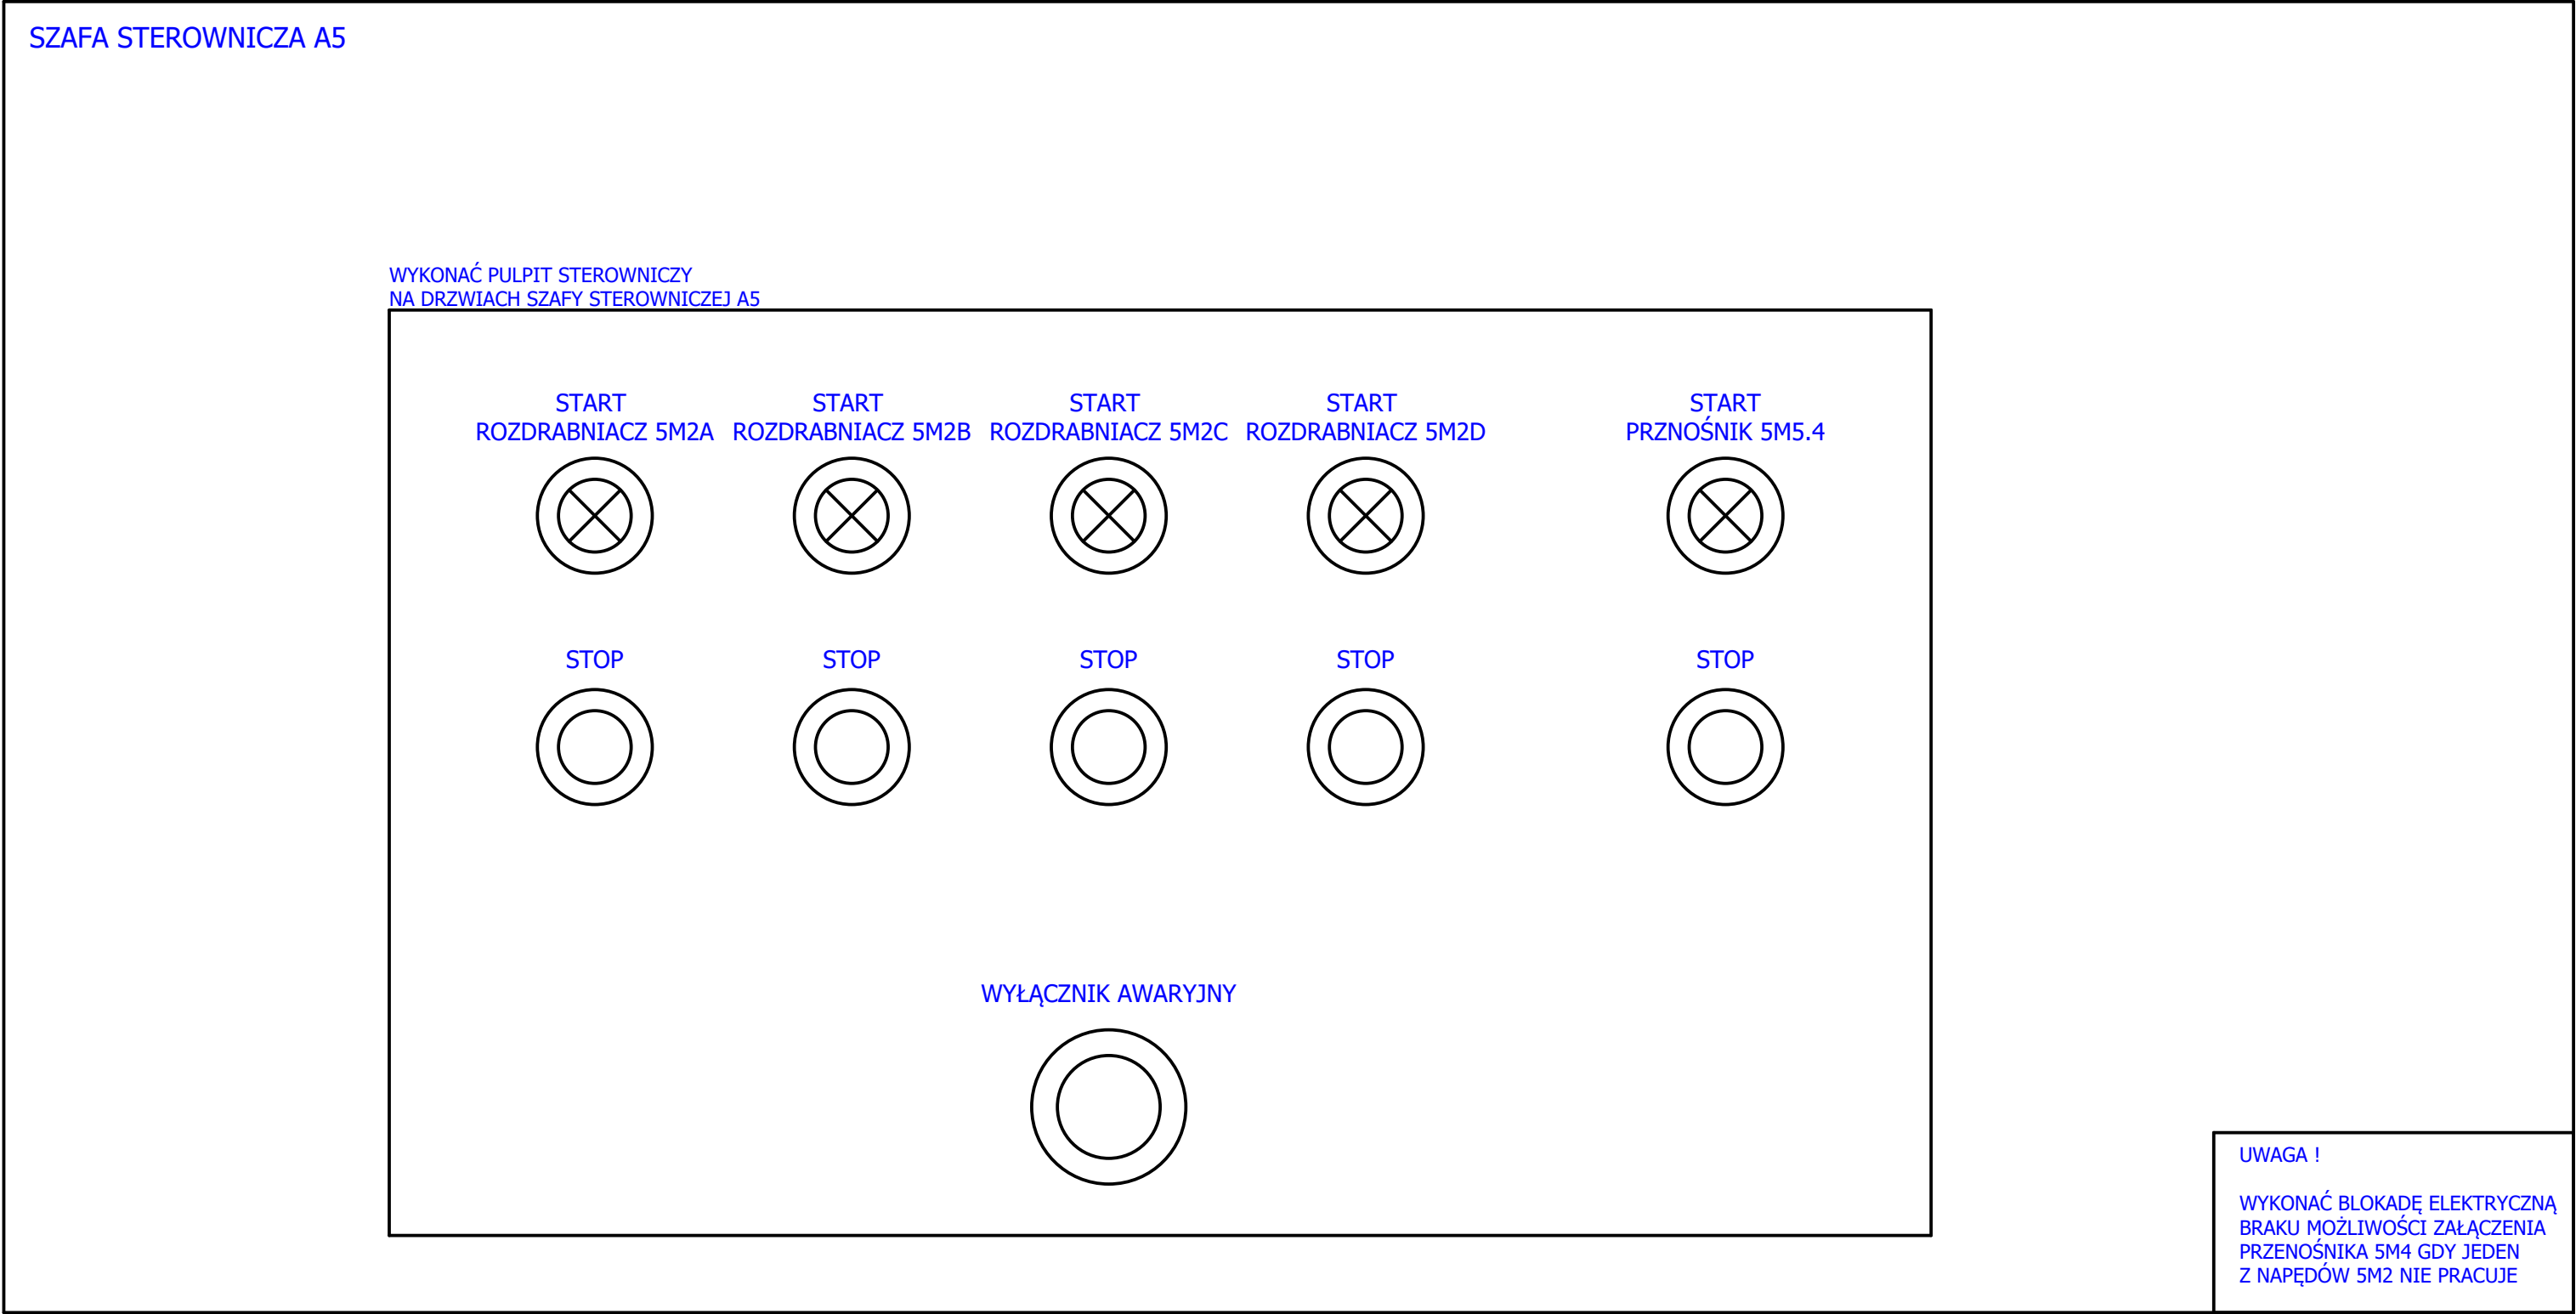 SZAFA STEROWNICZA A5
WYKONAĆ PULPIT STEROWNICZY
NA DRZWIACH SZAFY STEROWNICZEJ A5
START
ROZDRABNIACZ 5M2A
START
ROZDRABNIACZ 5M2B
START
ROZDRABNIACZ 5M2C
START
ROZDRABNIACZ 5M2D
START
PRZNOŚNIK 5M5.4
STOP
STOP
STOP
STOP
STOP
WYŁĄCZNIK AWARYJNY
UWAGA !
WYKONAĆ BLOKADĘ ELEKTRYCZNĄ
BRAKU MOŻLIWOŚCI ZAŁĄCZENIA
PRZENOŚNIKA 5M4 GDY JEDEN
Z NAPĘDÓW 5M2 NIE PRACUJE